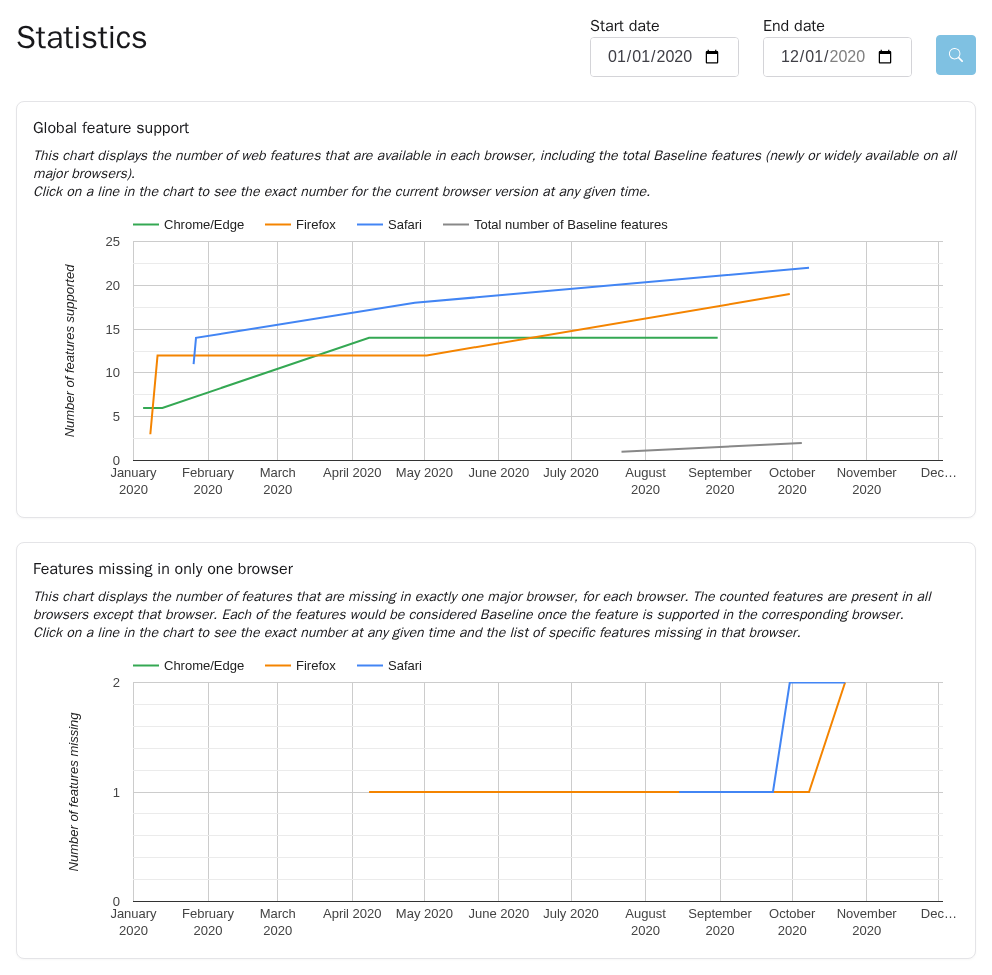 Statistics
Start date
01/01/2020
End date
12/01/2020
Global feature support
This chart displays the number of web features that are available in each browser, including the total Baseline features (newly or widely available on all
major browsers).
Click on a line in the chart to see the exact number for the current browser version at any given time.
Chrome/Edge Firefox Safari Total number of Baseline features
Number of features supported
25
20
15
10
5
0
January 2020
February 2020
March 2020
April 2020
May 2020
June 2020
July 2020
August 2020
September 2020
October 2020
November 2020
Dec…
Features missing in only one browser
This chart displays the number of features that are missing in exactly one major browser, for each browser. The counted features are present in all
browsers except that browser. Each of the features would be considered Baseline once the feature is supported in the corresponding browser.
Click on a line in the chart to see the exact number at any given time and the list of specific features missing in that browser.
Chrome/Edge Firefox Safari
Number of features missing
2
1
0
January 2020
February 2020
March 2020
April 2020
May 2020
June 2020
July 2020
August 2020
September 2020
October 2020
November 2020
Dec…